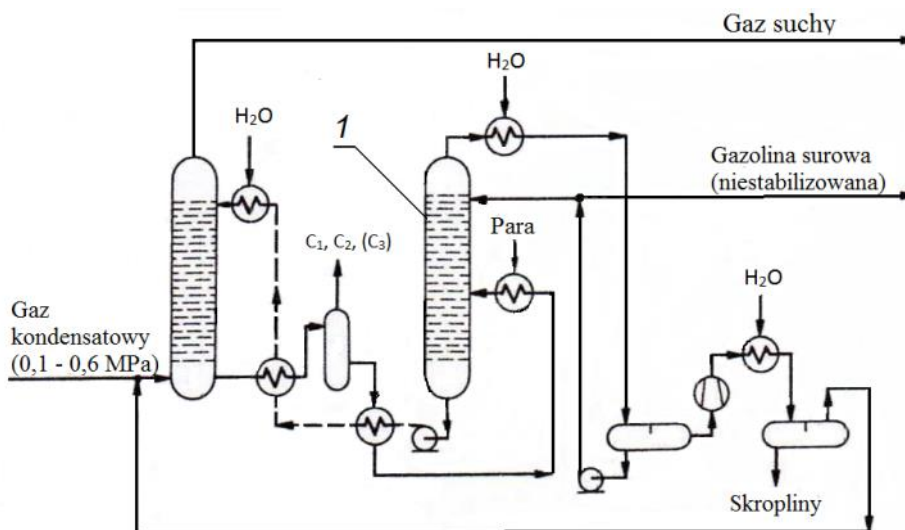 Gaz suchy
H₂O
H₂O
1
Gazolina surowa
(niestabilizowana)
Para
C₁, C₂, (C₃)
H₂O
Gaz
kondensatowy
(0,1 - 0,6 MPa)
Skropliny